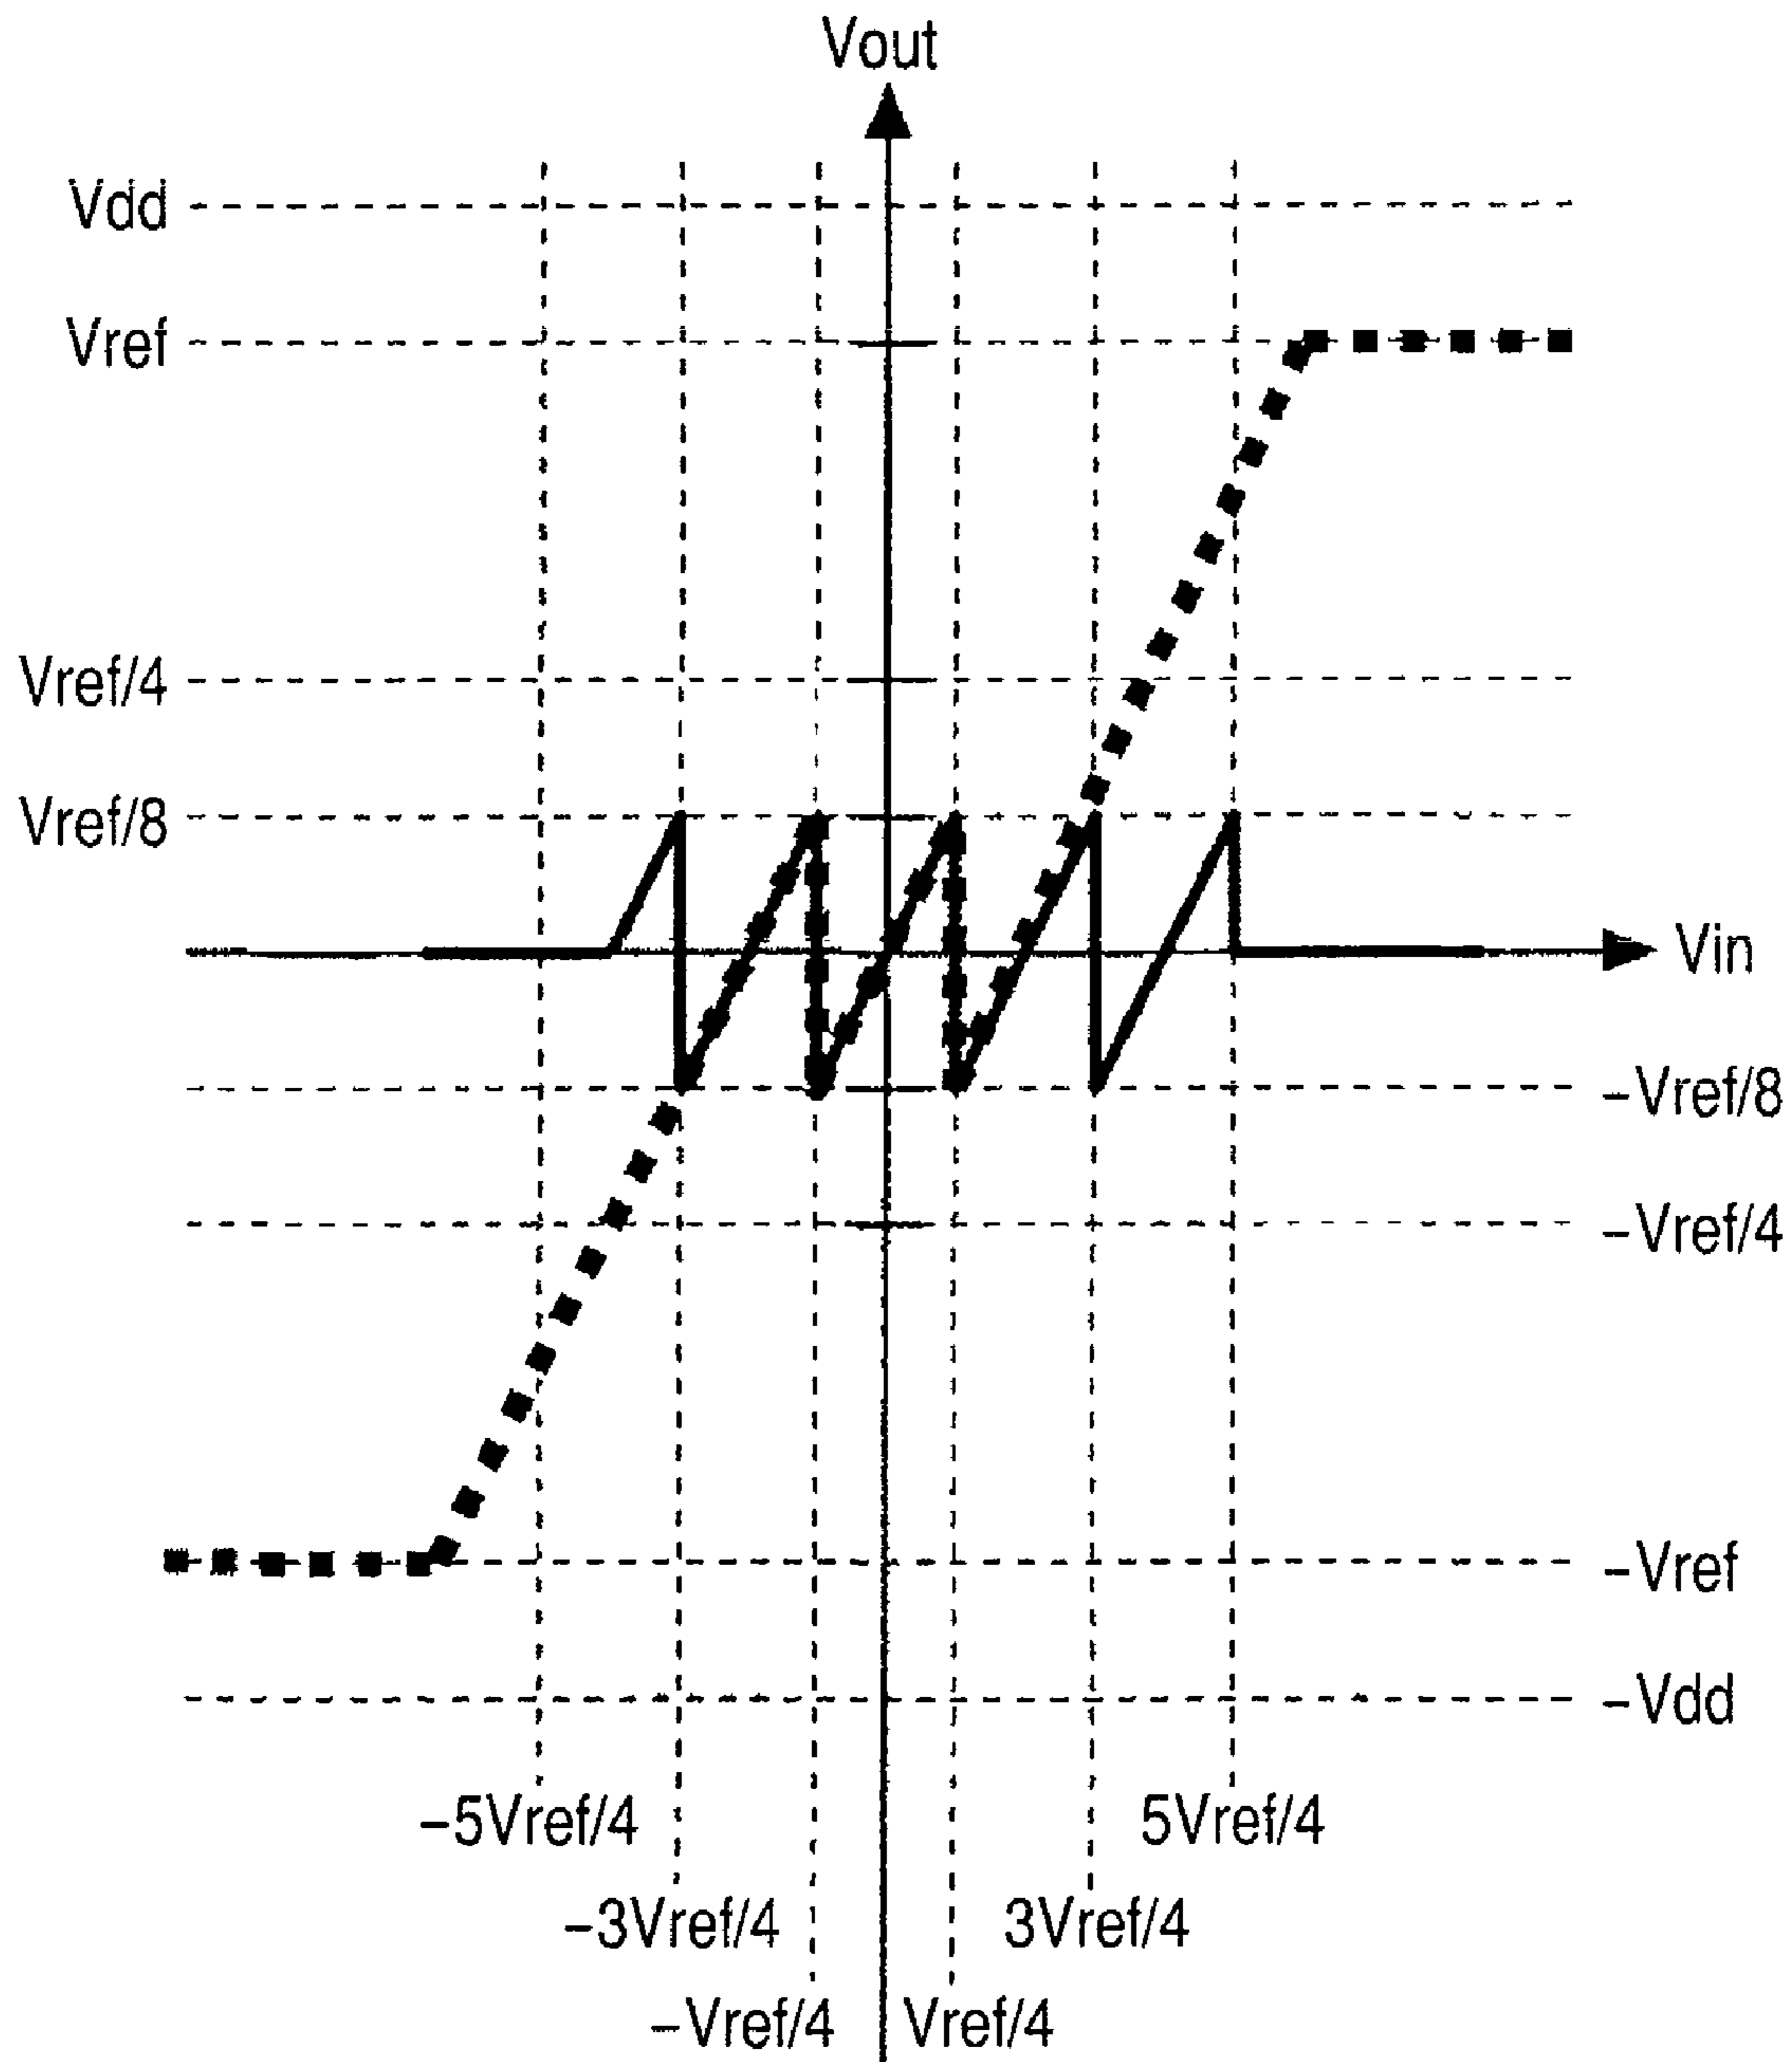 Vout
Vdd
Vref
Vref/4
Vref/8
Vin
–Vref/8
–Vref/4
–Vref
–Vdd
–5Vref/4
5Vref/4
–3Vref/4
3Vref/4
–Vref/4
Vref/4